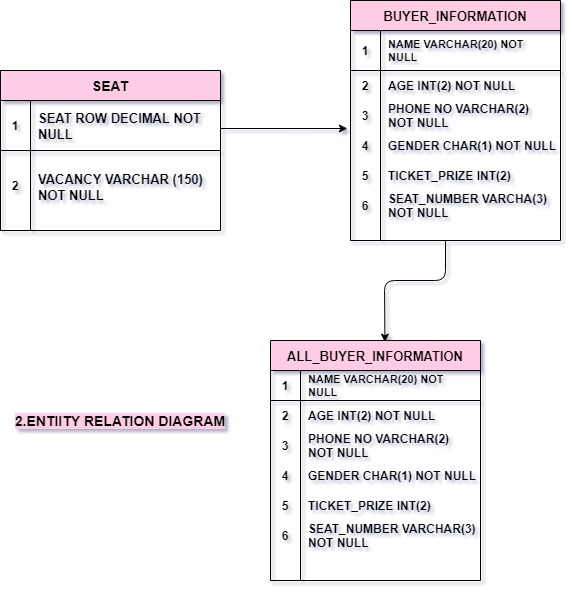 SEAT
1
SEAT ROW DECIMAL NOT
NULL
2
VACANCY VARCHAR (150)
NOT NULL
BUYER_INFORMATION
1
NAME VARCHAR(20) NOT
NULL
2
AGE INT(2) NOT NULL
3
PHONE NO VARCHAR(2)
NOT NULL
4
GENDER CHAR(1) NOT NULL
5
TICKET_PRIZE INT(2)
6
SEAT_NUMBER VARCHA(3)
NOT NULL
2.ENTIITY RELATION DIAGRAM
ALL_BUYER_INFORMATION
1
NAME VARCHAR(20) NOT
NULL
2
AGE INT(2) NOT NULL
3
PHONE NO VARCHAR(2)
NOT NULL
4
GENDER CHAR(1) NOT NULL
5
TICKET_PRIZE INT(2)
6
SEAT_NUMBER VARCHAR(3)
NOT NULL